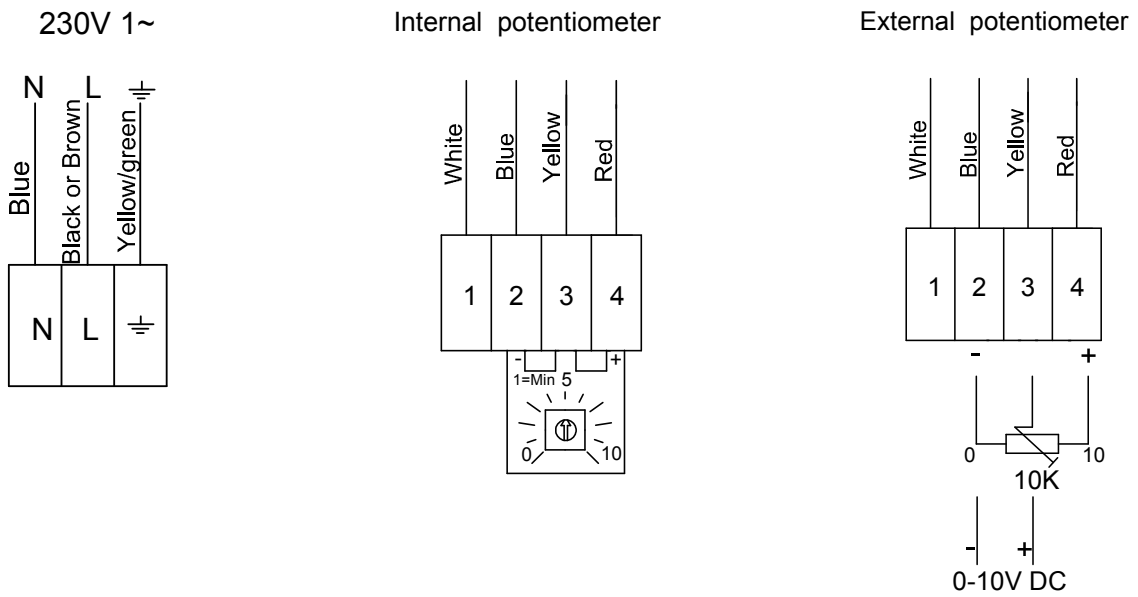 230V 1~
N L
Blue
Black or Brown
Yellow/green
N L
Internal potentiometer
White
Blue
Yellow
Red
1 2 3 4
- +
1=Min 5
0 10
External potentiometer
White
Blue
Yellow
Red
1 2 3 4
- +
0 10
10K
- +
0-10V DC